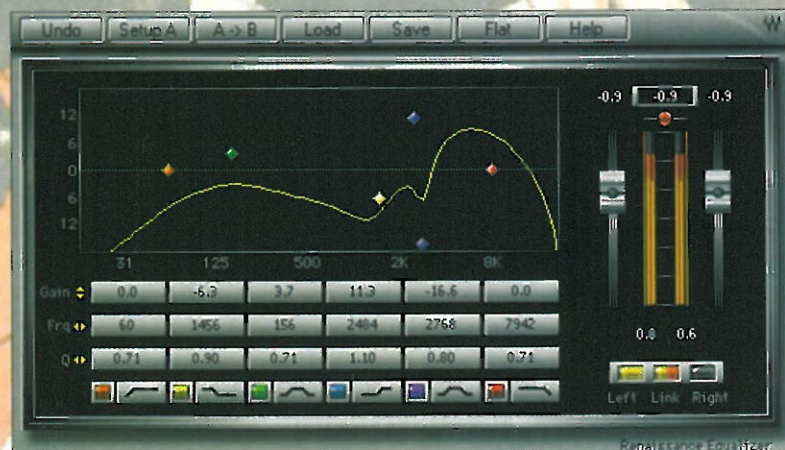 Undo Setup A A -> B Load Save Flat Help
-0.9 -0.9 -0.9
12
6
0
6
12
31 125 500 2K 8K
Gain 0.0 -6.3 3.7 11.3 -16.6 0.0
Frq 60 1456 156 2484 2768 7942
Q 0.71 0.90 0.71 1.10 0.80 0.71
0.8 0.6
Left Link Right
Renaissance Equalizer